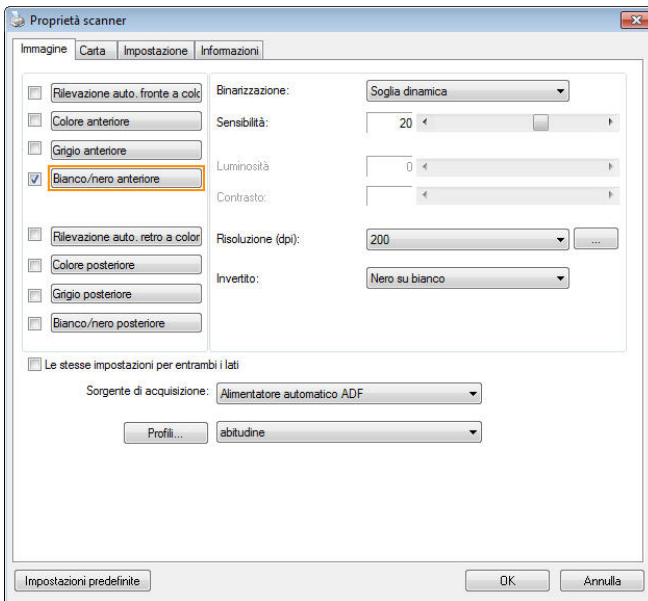 Proprietà scanner
Immagine Carta Impostazione Informazioni
Rilevazione auto. fronte a colo
Binarizzazione: Soglia dinamica
Colore anteriore
Sensibilità: 20
Grigio anteriore
Luminosità 0
Bianco/nero anteriore
Contrasto:
Rilevazione auto. retro a color
Risoluzione (dpi): 200 ...
Colore posteriore
Invertito: Nero su bianco
Grigio posteriore
Bianco/nero posteriore
Le stesse impostazioni per entrambi i lati
Sorgente di acquisizione: Alimentatore automatico ADF
Profili... abitudine
Impostazioni predefinite OK Annulla